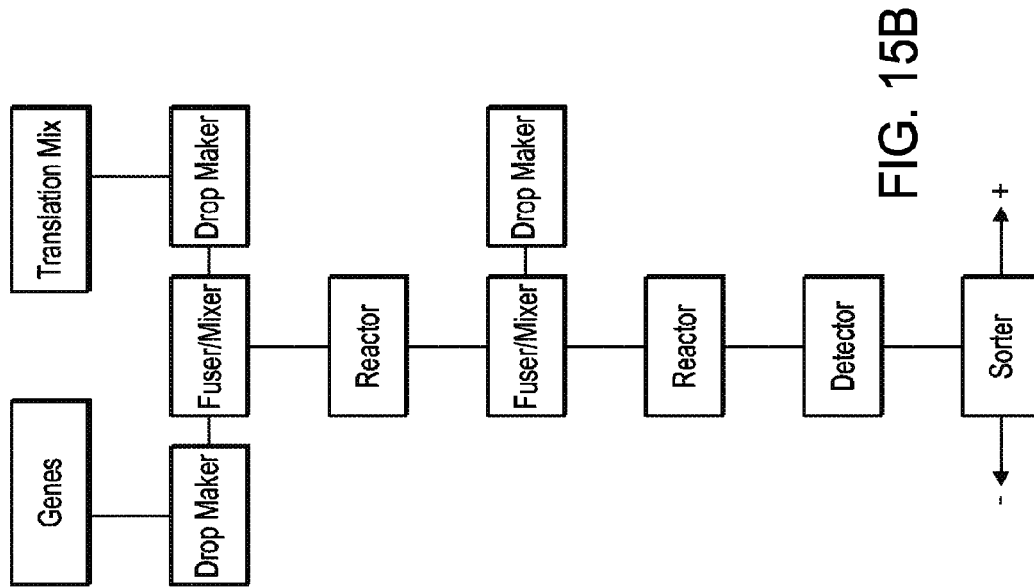 Genes
Translation Mix
Drop Maker
Fuser/Mixer
Drop Maker
Reactor
Fuser/Mixer
Drop Maker
Reactor
Detector
- Sorter +
FIG. 15B